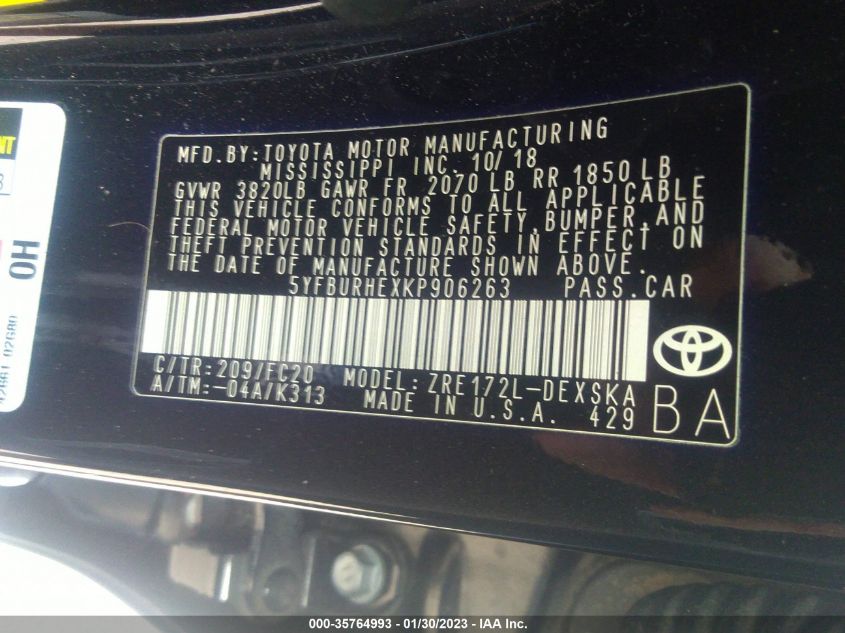 MFD. BY: TOYOTA MOTOR MANUFACTURING
MISSISSIPPI INC. 10/18
GVWR 3820LB GAWR FR 2070 LB RR 1850 LB
THIS VEHICLE CONFORMS TO ALL APPLICABLE
FEDERAL MOTOR VEHICLE SAFETY, BUMPER, AND
THEFT PREVENTION STANDARDS IN EFFECT ON
THE DATE OF MANUFACTURE SHOWN ABOVE.
5YFBURHEXKP906263 PASS. CAR
C/TR: 209/FC20 MODEL: ZRE172L-DEXSKA
A/TM: -04A/K313 MADE IN U.S.A. 429
BA
OH
000-35764993 - 01/30/2023 - IAA Inc.